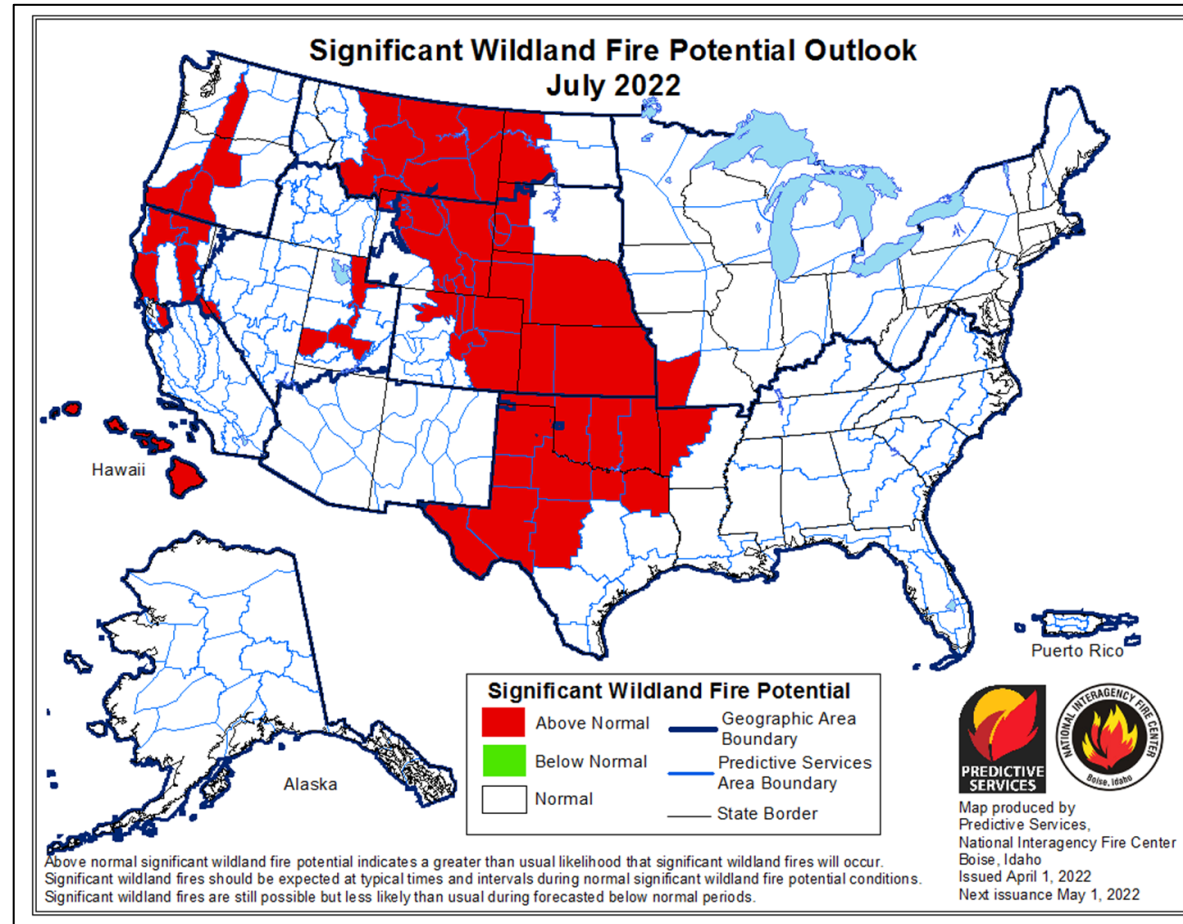 Significant Wildland Fire Potential Outlook
July 2022
Hawaii
Alaska
Puerto Rico
Significant Wildland Fire Potential
Above Normal
Below Normal
Normal
Geographic Area
Boundary
Predictive Services
Area Boundary
State Border
PREDICTIVE
SERVICES
NATIONAL INTERAGENCY FIRE CENTER
Boise, Idaho
Map produced by
Predictive Services,
National Interagency Fire Center
Boise, Idaho
Issued April 1, 2022
Next issuance May 1, 2022
Above normal significant wildland fire potential indicates a greater than usual likelihood that significant wildland fires will occur.
Significant wildland fires should be expected at typical times and intervals during normal significant wildland fire potential conditions.
Significant wildland fires are still possible but less likely than usual during forecasted below normal periods.